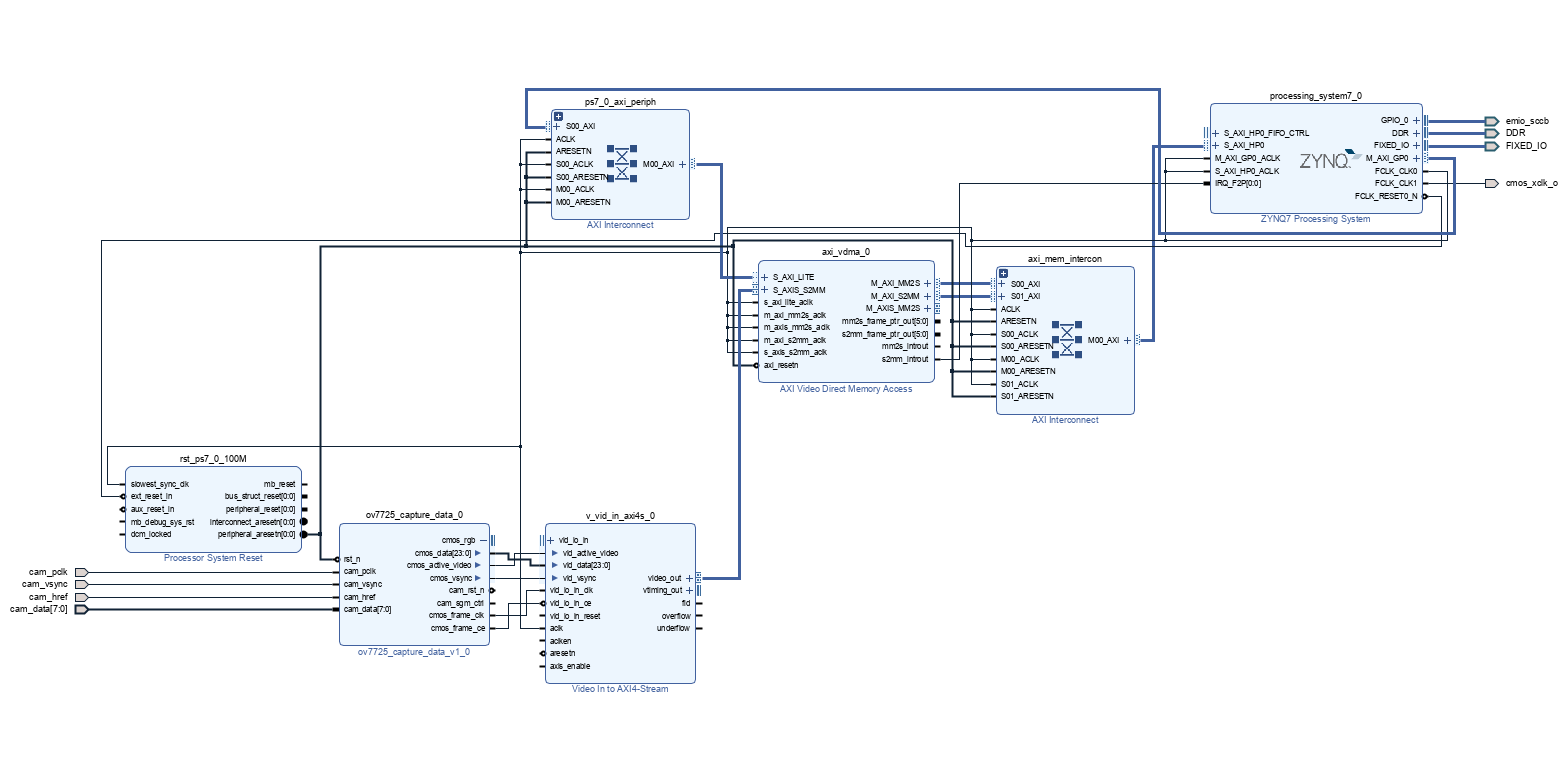 ps7_0_axi_periph
S00_AXI
ACLK
ARESETN
S00_ACLK
S00_ARESETN
M00_ACLK
M00_ARESETN
M00_AXI
AXI Interconnect
processing_system7_0
S_AXI_HP0_FIFO_CTRL
S_AXI_HP0
M_AXI_GP0_ACLK
S_AXI_HP0_ACLK
IRQ_F2P[0:0]
ZYNQ
GPIO_0
DDR
FIXED_IO
M_AXI_GP0
FCLK_CLK0
FCLK_CLK1
FCLK_RESET0_N
ZYNQ7 Processing System
emio_sccb
DDR
FIXED_IO
cmos_xclk_o
axi_vdma_0
S_AXI_LITE
S_AXIS_S2MM
s_axi_lite_aclk
m_axi_mm2s_aclk
m_axis_mm2s_aclk
m_axi_s2mm_aclk
s_axis_s2mm_aclk
axi_resetn
M_AXI_MM2S
M_AXI_S2MM
M_AXIS_MM2S
mm2s_frame_ptr_out[5:0]
s2mm_frame_ptr_out[5:0]
mm2s_introut
s2mm_introut
AXI Video Direct Memory Access
axi_mem_intercon
S00_AXI
S01_AXI
ACLK
ARESETN
S00_ACLK
S00_ARESETN
M00_ACLK
M00_ARESETN
S01_ACLK
S01_ARESETN
M00_AXI
AXI Interconnect
rst_ps7_0_100M
slowest_sync_clk
ext_reset_in
aux_reset_in
mb_debug_sys_rst
dcm_locked
mb_reset
bus_struct_reset[0:0]
peripheral_reset[0:0]
interconnect_aresetn[0:0]
peripheral_aresetn[0:0]
Processor System Reset
cam_pclk
cam_vsync
cam_href
cam_data[7:0]
ov7725_capture_data_0
rst_n
cam_pclk
cam_vsync
cam_href
cam_data[7:0]
cmos_rgb
cmos_data[23:0]
cmos_active_video
cmos_vsync
cam_rst_n
cam_sgm_ctrl
cmos_frame_clk
cmos_frame_ce
ov7725_capture_data_v1_0
v_vid_in_axi4s_0
vid_io_in
vid_active_video
vid_data[23:0]
vid_vsync
vid_io_in_clk
vid_io_in_ce
vid_io_in_reset
aclk
aclken
aresetn
axis_enable
video_out
vtiming_out
fid
overflow
underflow
Video In to AXI4-Stream